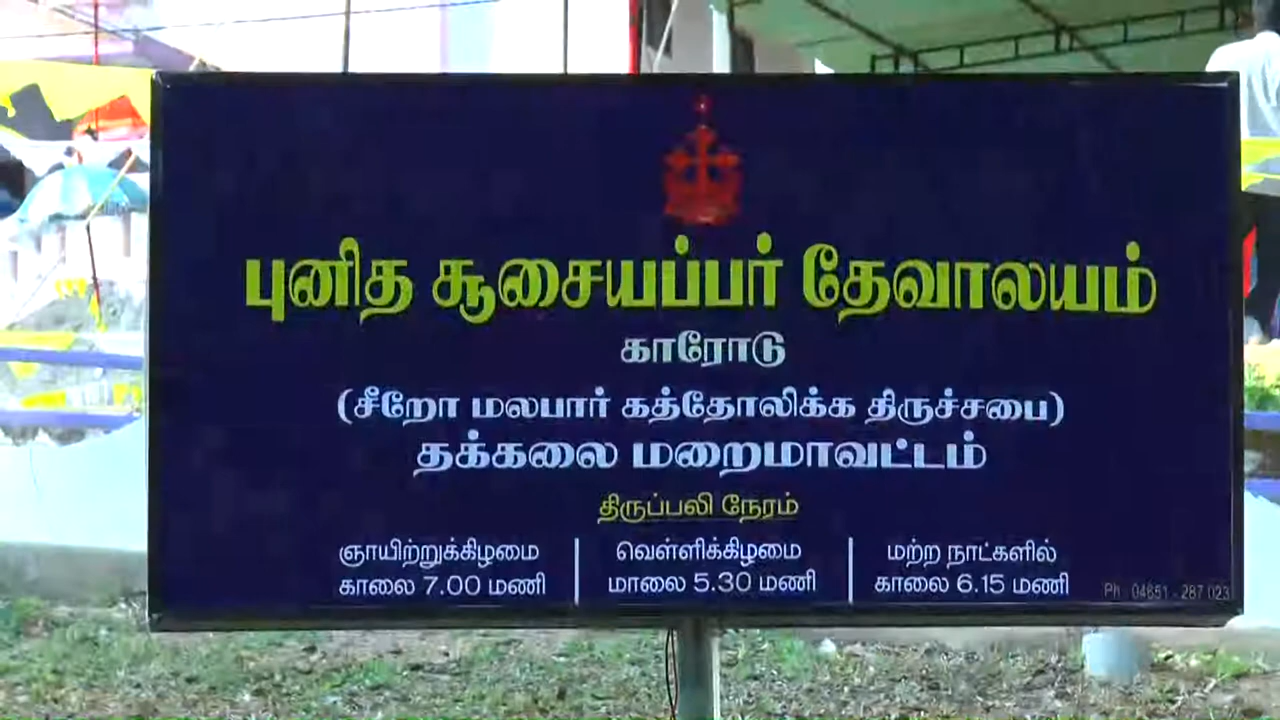 புனித சூசையப்பர் தேவாலயம்
காரோடு
(சீறோ மலபார் கத்தோலிக்க திருச்சபை)
தக்கலை மறைமாவட்டம்
திருப்பலி நேரம்
ஞாயிற்றுக்கிழமை
காலை 7.00 மணி
வெள்ளிக்கிழமை
மாலை 5.30 மணி
மற்ற நாட்களில்
காலை 6.15 மணி
Ph : 04651 - 287 023